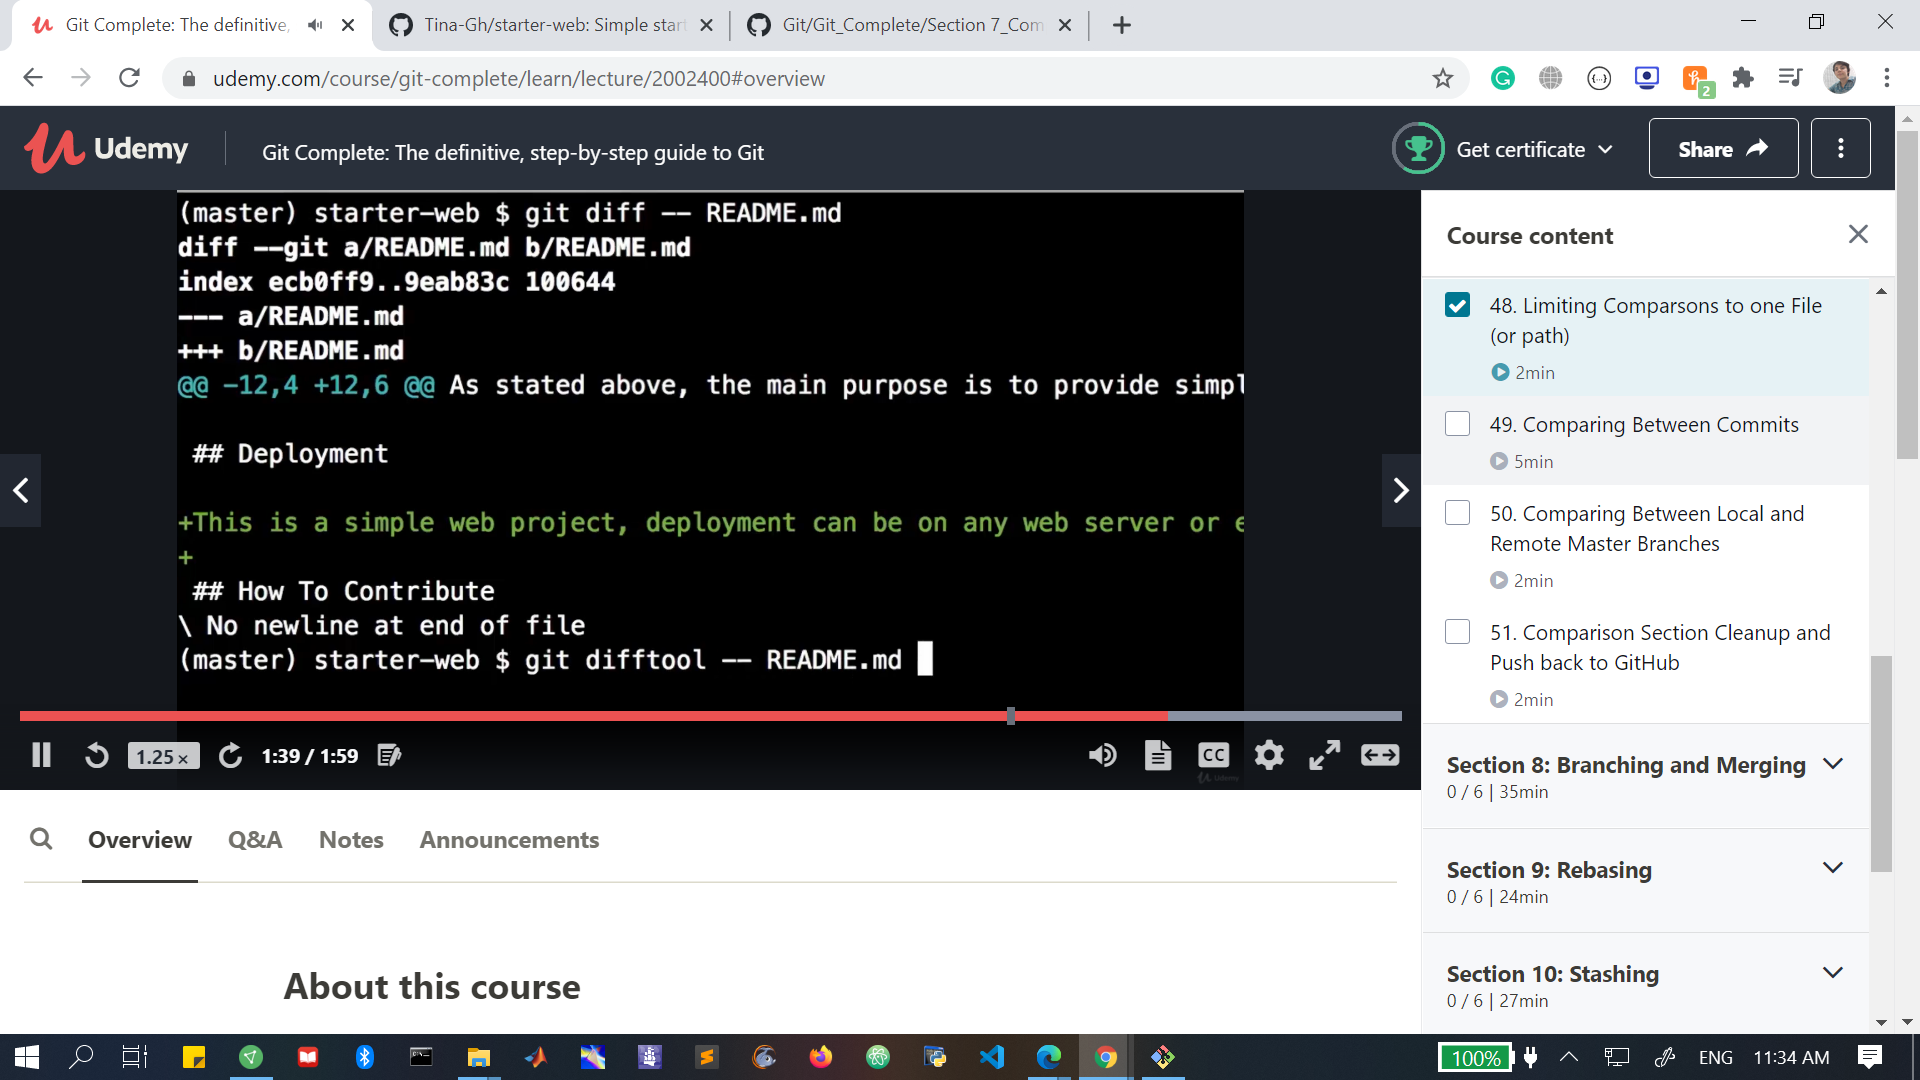 Git Complete: The definitive,
Tina-Gh/starter-web: Simple start
Git/Git_Complete/Section 7_Com
udemy.com/course/git-complete/learn/lecture/2002400#overview
2
Udemy
Git Complete: The definitive, step-by-step guide to Git
Get certificate
Share
(master) starter-web $ git diff -- README.md
diff --git a/README.md b/README.md
index ecb0ff9..9eab83c 100644
--- a/README.md
+++ b/README.md
@@ -12,4 +12,6 @@ As stated above, the main purpose is to provide simpl
## Deployment
+This is a simple web project, deployment can be on any web server or e
+
## How To Contribute
\ No newline at end of file
(master) starter-web $ git difftool -- README.md
1.25×
1:39 / 1:59
CC
Udemy
Course content
48. Limiting Comparsons to one File
(or path)
2min
49. Comparing Between Commits
5min
50. Comparing Between Local and
Remote Master Branches
2min
51. Comparison Section Cleanup and
Push back to GitHub
2min
Section 8: Branching and Merging
0 / 6 | 35min
Section 9: Rebasing
0 / 6 | 24min
Section 10: Stashing
0 / 6 | 27min
Overview
Q&A
Notes
Announcements
About this course
100%
ENG
11:34 AM